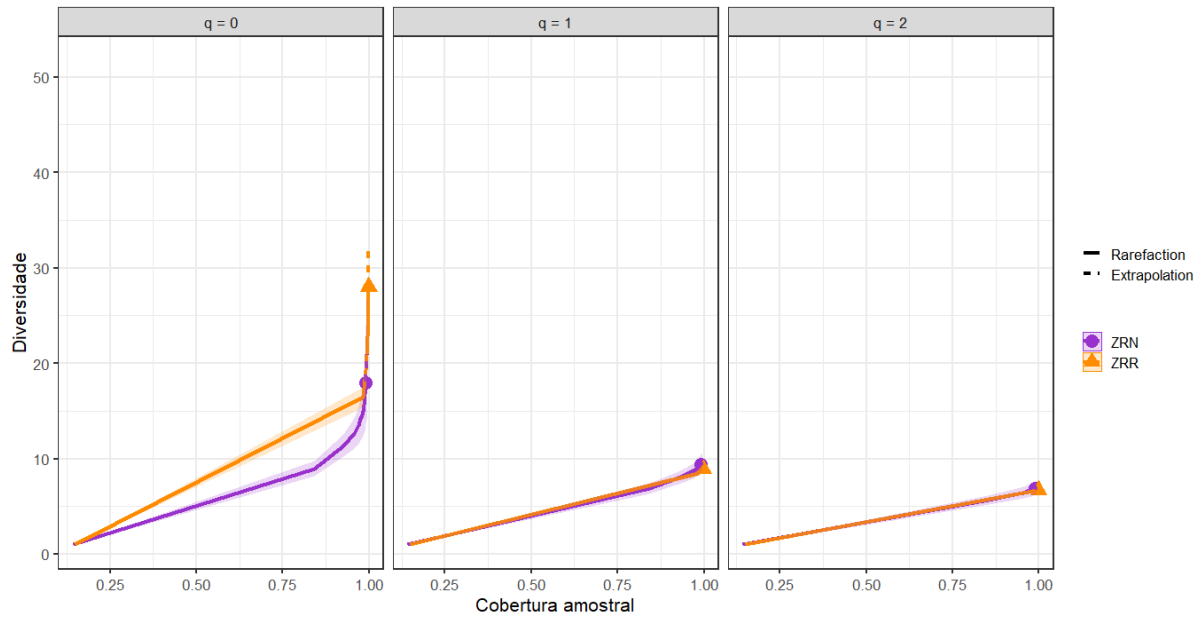 q = 0
q = 1
q = 2
50
40
30
20
10
0
Diversidade
0.25
0.50
0.75
1.00
0.25
0.50
0.75
1.00
0.25
0.50
0.75
1.00
Cobertura amostral
Rarefaction
Extrapolation
ZRN
ZRR